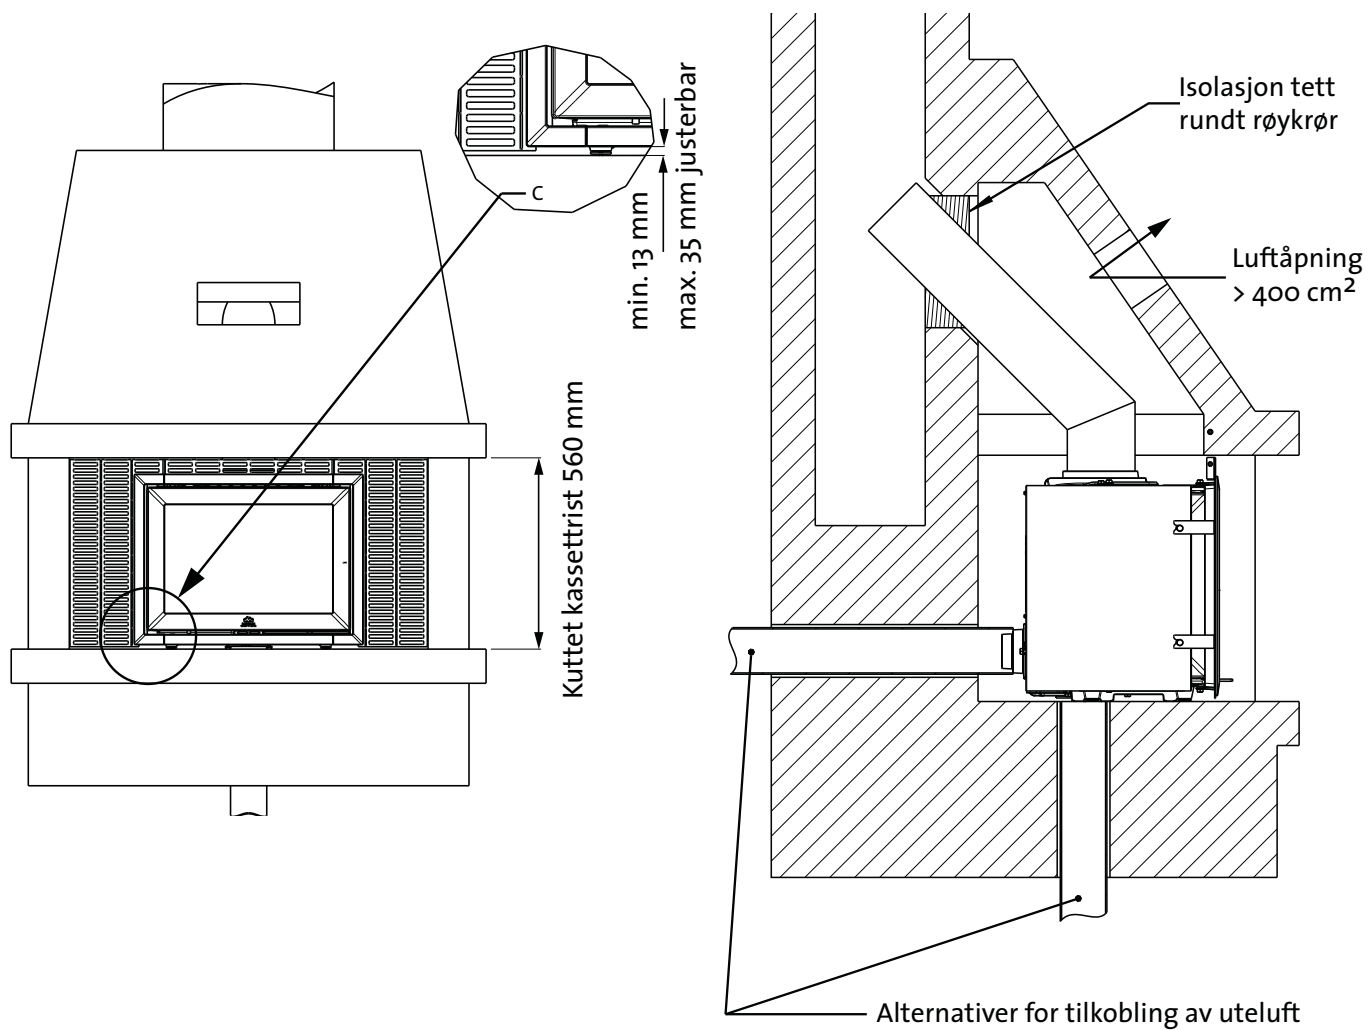 Isolasjon tett
rundt røykrør
Luftåpning
> 400 cm²
C
min. 13 mm
max. 35 mm justerbar
Kuttet kassettrist 560 mm
Alternativer for tilkobling av uteluft